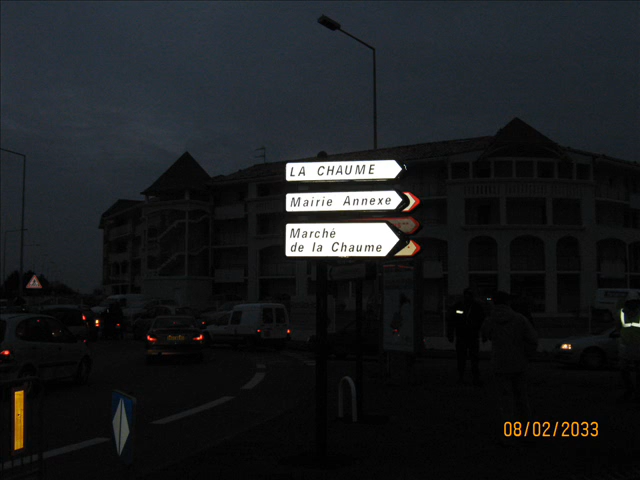 LA CHAUME
Mairie Annexe
Marché
de la Chaume
08/02/2033